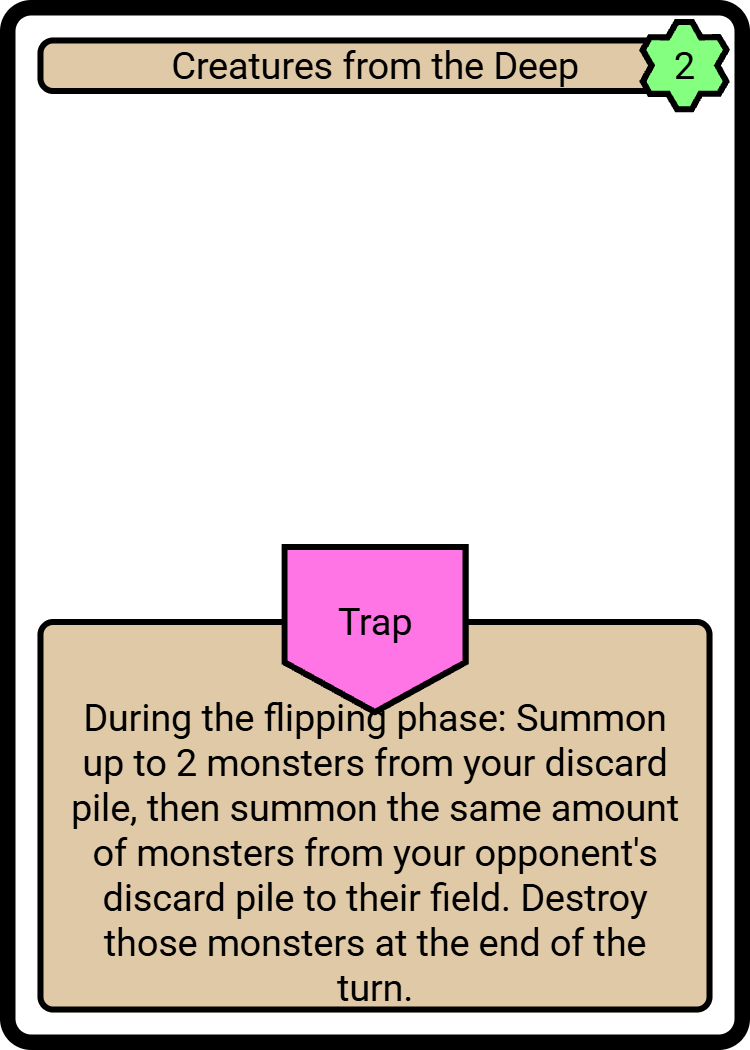 Creatures from the Deep
2
Trap
During the flipping phase: Summon
up to 2 monsters from your discard
pile, then summon the same amount
of monsters from your opponent's
discard pile to their field. Destroy
those monsters at the end of the
turn.